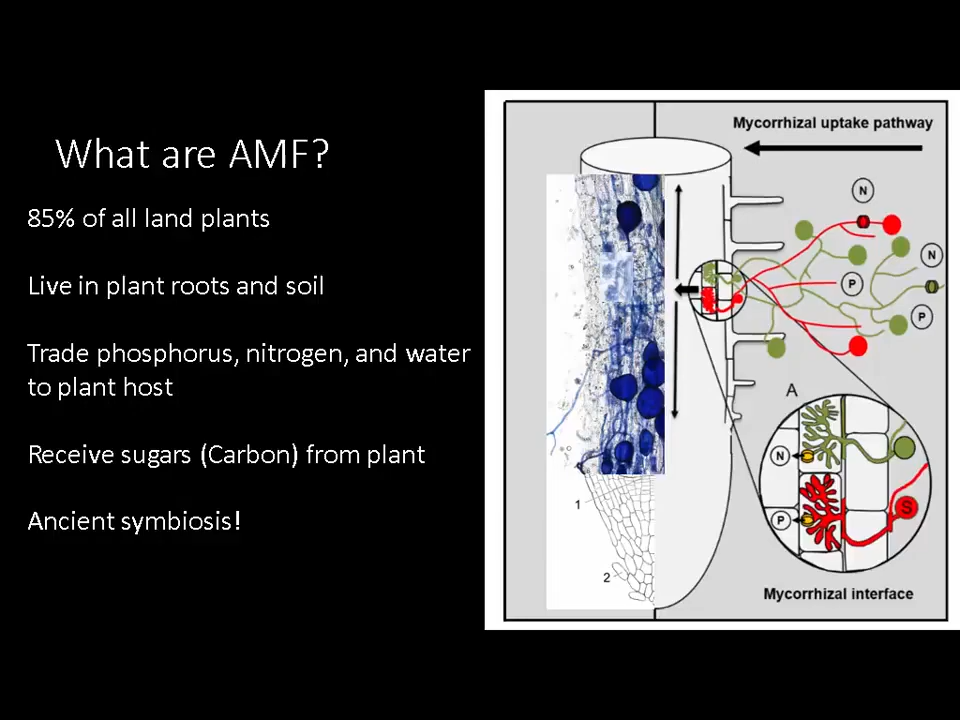 What are AMF?
85% of all land plants
Live in plant roots and soil
Trade phosphorus, nitrogen, and water
to plant host
Receive sugars (Carbon) from plant
Ancient symbiosis!
Mycorrhizal uptake pathway
N
N
P
P
A
N
S
P
1
2
Mycorrhizal interface